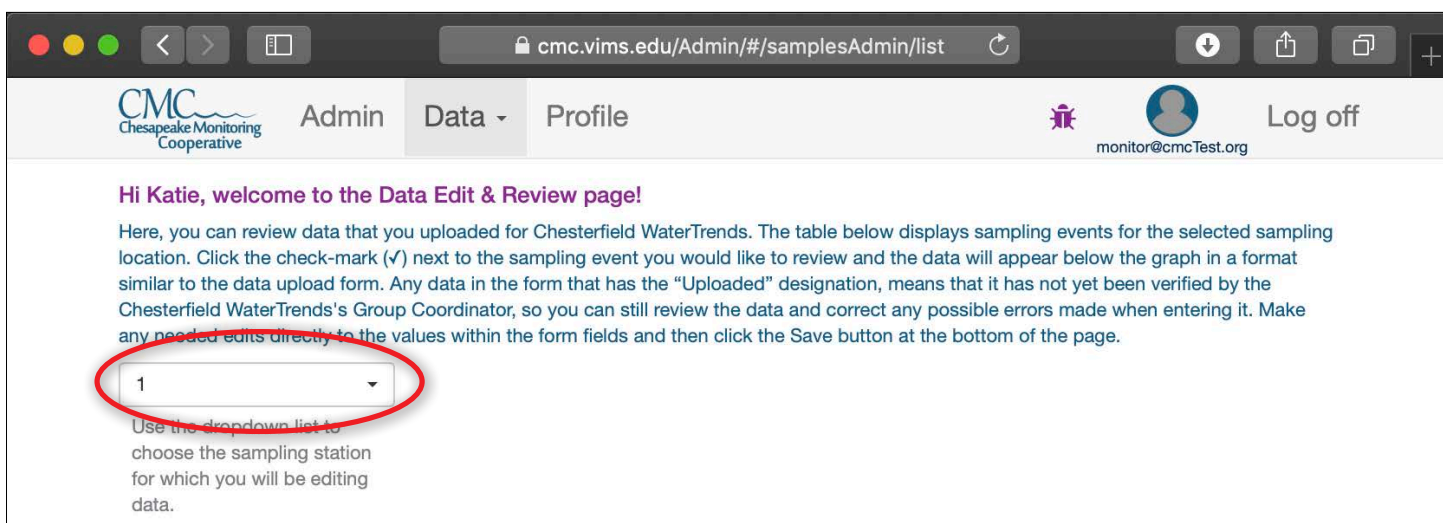 cmc.vims.edu/Admin/#/samplesAdmin/list
CMC
Chesapeake Monitoring
Cooperative
Admin
Data
Profile
monitor@cmcTest.org
Log off
Hi Katie, welcome to the Data Edit & Review page!
Here, you can review data that you uploaded for Chesterfield WaterTrends. The table below displays sampling events for the selected sampling
location. Click the check-mark (✓) next to the sampling event you would like to review and the data will appear below the graph in a format
similar to the data upload form. Any data in the form that has the “Uploaded” designation, means that it has not yet been verified by the
Chesterfield WaterTrends's Group Coordinator, so you can still review the data and correct any possible errors made when entering it. Make
any needed edits directly to the values within the form fields and then click the Save button at the bottom of the page.
1
Use the dropdown list to
choose the sampling station
for which you will be editing
data.